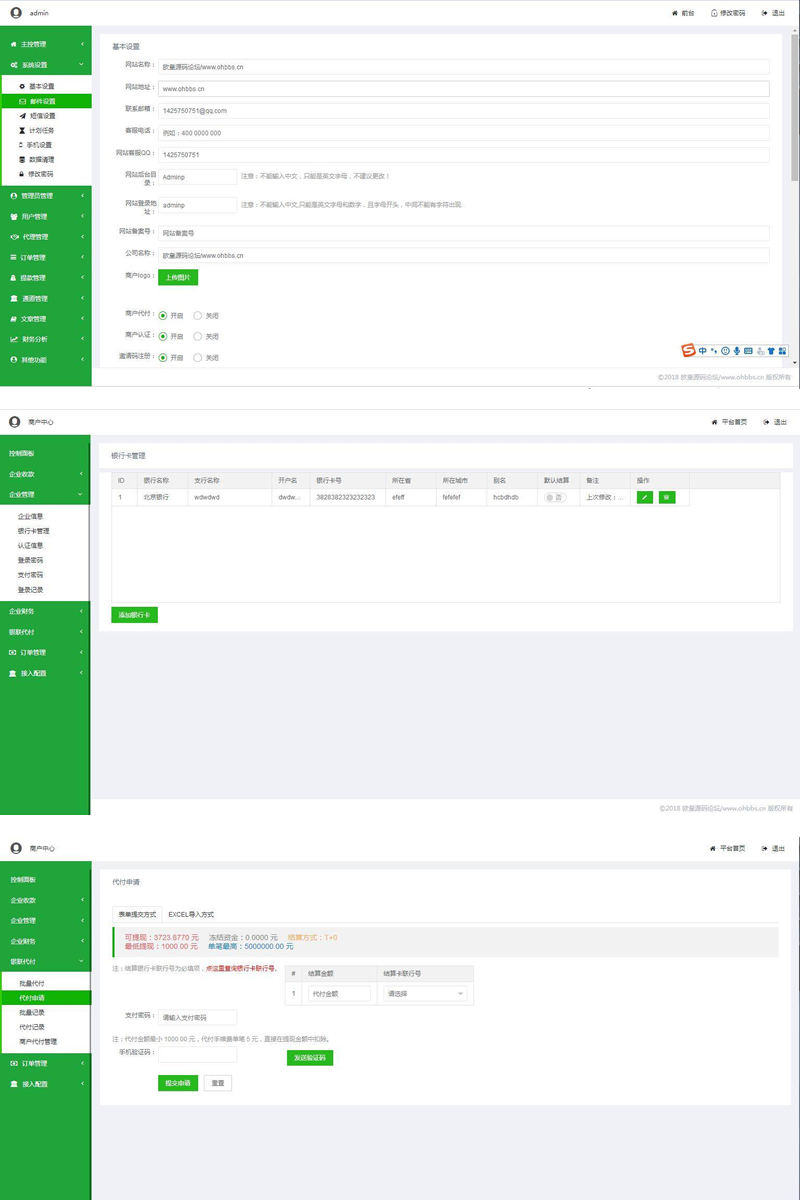 admin
前台 修改密码 退出
主控管理
系统设置
基本设置
邮件设置
短信设置
计划任务
手机设置
数据清理
修改密码
管理员管理
用户管理
代理管理
订单管理
提款管理
通道管理
文章管理
财务分析
其他功能
基本设置
网站名称： 欧皇源码论坛/www.ohbbs.cn
网站地址： www.ohbbs.cn
联系邮箱： 1425750751@qq.com
客服电话： 例如：400 0000 000
网站客服QQ： 1425750751
网站后台目录： Adminp 注意：不能输入中文，只能是英文字母，不建议更改！
网站登录地址： adminp 注意：不能输入中文,只能是英文字母和数字，且字母开头，中间不能有字符出现.
网站备案号： 网站备案号
公司名称： 欧皇源码论坛/www.ohbbs.cn
商户logo： 上传图片
商户代付： 开启 关闭
商户认证： 开启 关闭
邀请码注册： 开启 关闭
中
©2018 欧皇源码论坛/www.ohbbs.cn 版权所有
商户中心
平台首页 退出
控制面板
企业收款
企业管理
企业信息
银行卡管理
认证信息
登录密码
支付密码
登录记录
企业财务
银联代付
订单管理
接入配置
银行卡管理
ID 银行名称 支行名称 开户名 银行卡号 所在省 所在城市 别名 默认结算 备注 操作
1 北京银行 wdwdwd dwdw... 3828382323232323 efeff fefefef hcbdhdb 否 上次修改：...
添加银行卡
©2018 欧皇源码论坛/www.ohbbs.cn 版权所有
商户中心
平台首页 退出
控制面板
企业收款
企业管理
企业财务
银联代付
批量代付
代付申请
批量记录
代付记录
商户代付管理
订单管理
接入配置
代付申请
表单提交方式 EXCEL导入方式
可提现：3723.8770 元 冻结资金：0.0000 元 结算方式：T+0
最低提现：1000.00 元 单笔最高：5000000.00 元
注：结算银行卡联行号为必填项，点这里查询银行卡联行号。
# 结算金额 结算卡联行号
1 代付金额 请选择
支付密码： 请输入支付密码
注：代付金额最小 1000.00 元，代付手续费单笔 5 元，直接在提现金额中扣除。
手机验证码： 发送验证码
提交申请 重置